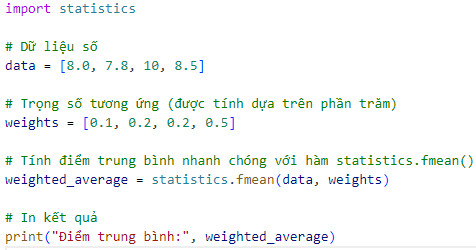 import statistics
# Dữ liệu số
data = [8.0, 7.8, 10, 8.5]
# Trọng số tương ứng (được tính dựa trên phần trăm)
weights = [0.1, 0.2, 0.2, 0.5]
# Tính điểm trung bình nhanh chóng với hàm statistics.fmean()
weighted_average = statistics.fmean(data, weights)
# In kết quả
print("Điểm trung bình:", weighted_average)